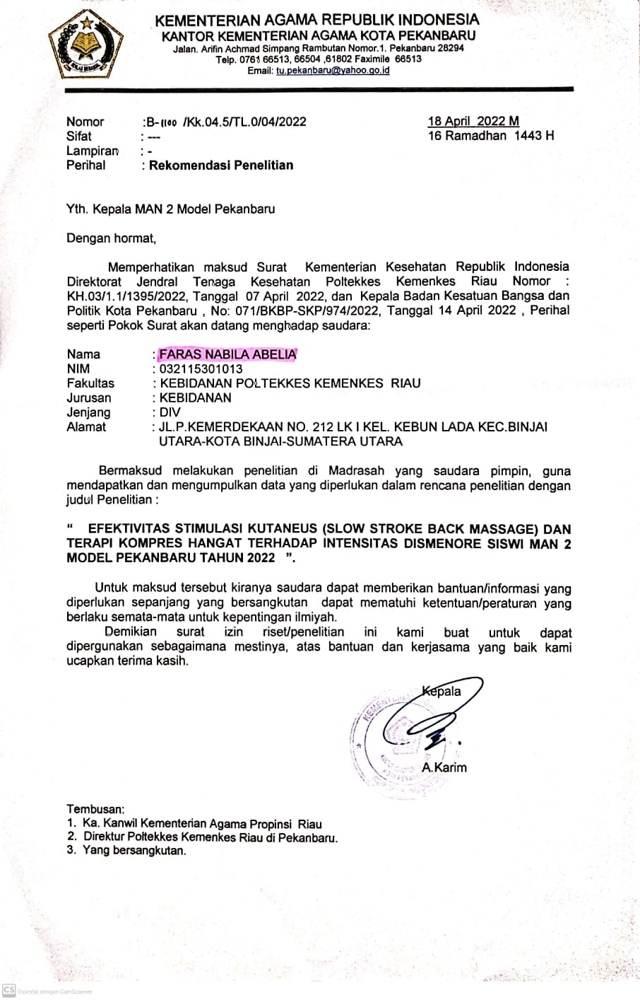 KEMENTERIAN AGAMA REPUBLIK INDONESIA
KANTOR KEMENTERIAN AGAMA KOTA PEKANBARU
Jalan. Arifin Achmad Simpang Rambutan Nomor.1. Pekanbaru 28294
Telp. 0761 66513, 66504 ,61802 Faximile 66513
Email: tu.pekanbaru@yahoo.go.id
Nomor :B-1100 /Kk.04.5/TL.0/04/2022 18 April 2022 M
Sifat : --- 16 Ramadhan 1443 H
Lampiran : -
Perihal : Rekomendasi Penelitian
Yth. Kepala MAN 2 Model Pekanbaru
Dengan hormat,
Memperhatikan maksud Surat Kementerian Kesehatan Republik Indonesia
Direktorat Jendral Tenaga Kesehatan Poltekkes Kemenkes Riau Nomor :
KH.03/1.1/1395/2022, Tanggal 07 April 2022, dan Kepala Badan Kesatuan Bangsa dan
Politik Kota Pekanbaru , No: 071/BKBP-SKP/974/2022, Tanggal 14 April 2022 , Perihal
seperti Pokok Surat akan datang menghadap saudara:
Nama : FARAS NABILA ABELIA
NIM : 032115301013
Fakultas : KEBIDANAN POLTEKKES KEMENKES RIAU
Jurusan : KEBIDANAN
Jenjang : DIV
Alamat : JL.P.KEMERDEKAAN NO. 212 LK I KEL. KEBUN LADA KEC.BINJAI
UTARA-KOTA BINJAI-SUMATERA UTARA
Bermaksud melakukan penelitian di Madrasah yang saudara pimpin, guna
mendapatkan dan mengumpulkan data yang diperlukan dalam rencana penelitian dengan
judul Penelitian :
“ EFEKTIVITAS STIMULASI KUTANEUS (SLOW STROKE BACK MASSAGE) DAN
TERAPI KOMPRES HANGAT TERHADAP INTENSITAS DISMENORE SISWI MAN 2
MODEL PEKANBARU TAHUN 2022 ”.
Untuk maksud tersebut kiranya saudara dapat memberikan bantuan/informasi yang
diperlukan sepanjang yang bersangkutan dapat mematuhi ketentuan/peraturan yang
berlaku semata-mata untuk kepentingan ilmiyah.
Demikian surat izin riset/penelitian ini kami buat untuk dapat
dipergunakan sebagaimana mestinya, atas bantuan dan kerjasama yang baik kami
ucapkan terima kasih.
Kepala
A.Karim
Tembusan:
1. Ka. Kanwil Kementerian Agama Propinsi Riau
2. Direktur Poltekkes Kemenkes Riau di Pekanbaru.
3. Yang bersangkutan.
CS Dipindai dengan CamScanner